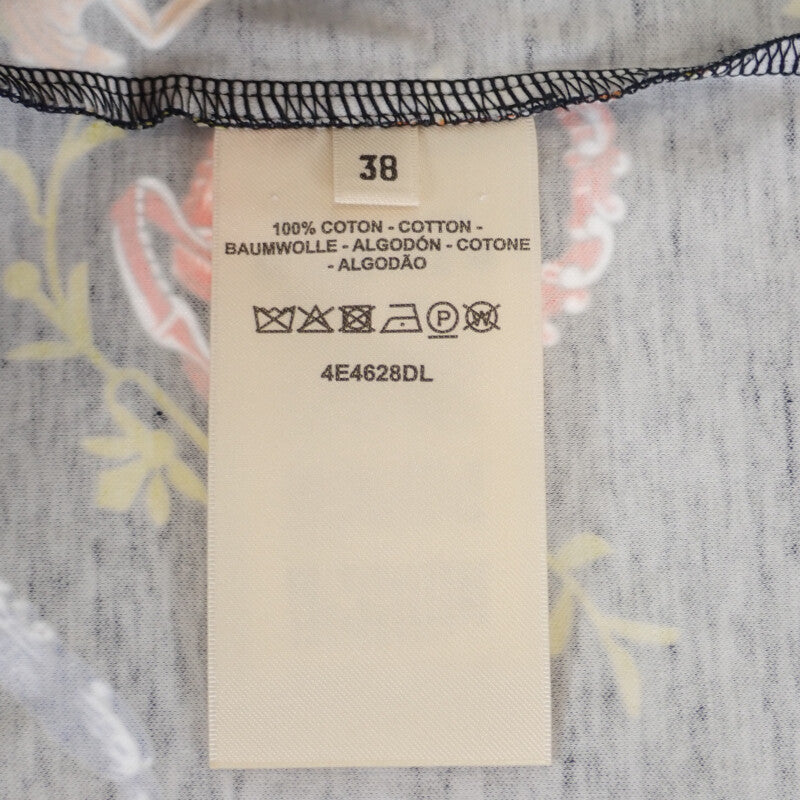 38
100% COTON - COTTON -
BAUMWOLLE - ALGODÓN - COTONE
- ALGODÃO
P W
4E4628DL